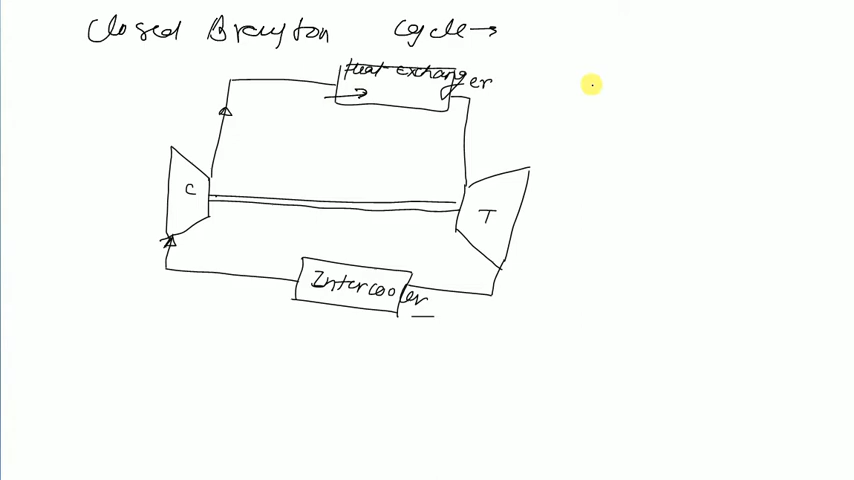 Closed Brayton cycle →
Heat exchanger
C
T
Intercooler